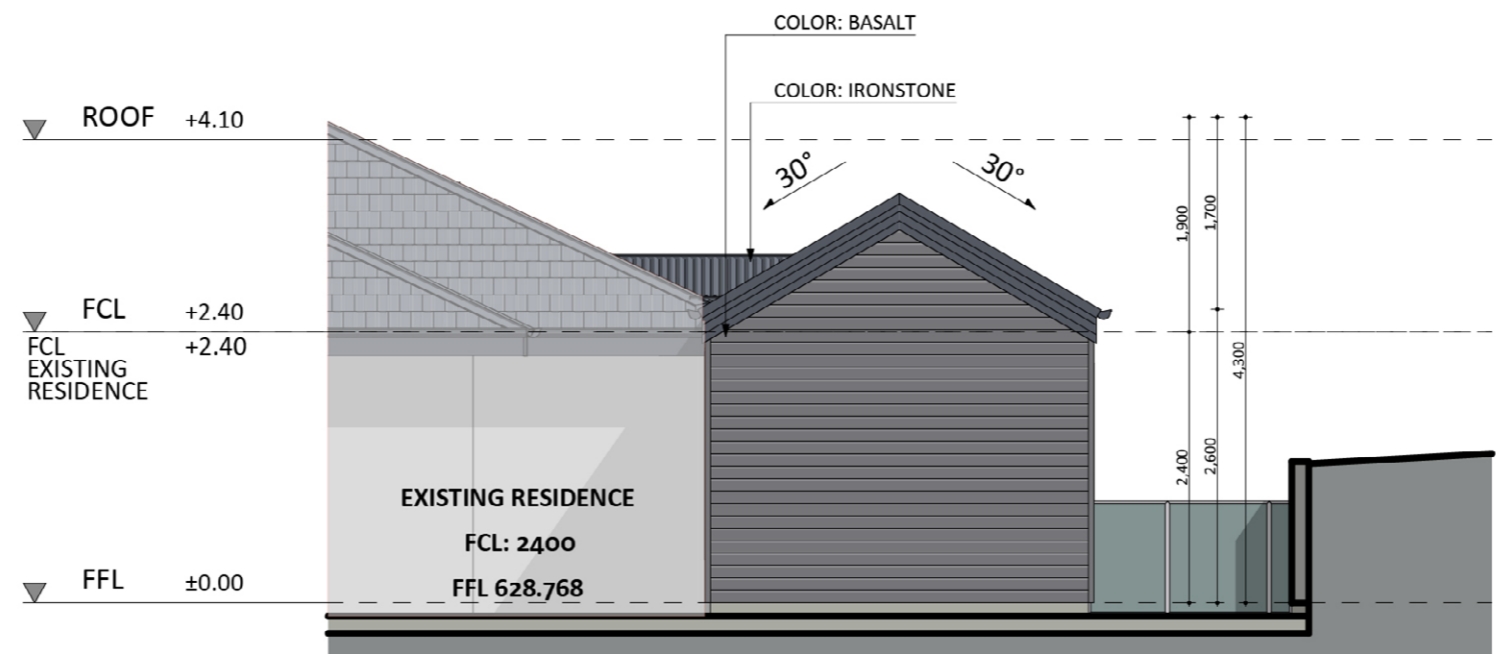 COLOR: BASALT
COLOR: IRONSTONE
ROOF +4.10
30° 30°
1,900 1,700
FCL +2.40
FCL +2.40
EXISTING
RESIDENCE
4,300
2,400 2,600
EXISTING RESIDENCE
FCL: 2400
FFL 628.768
FFL ±0.00